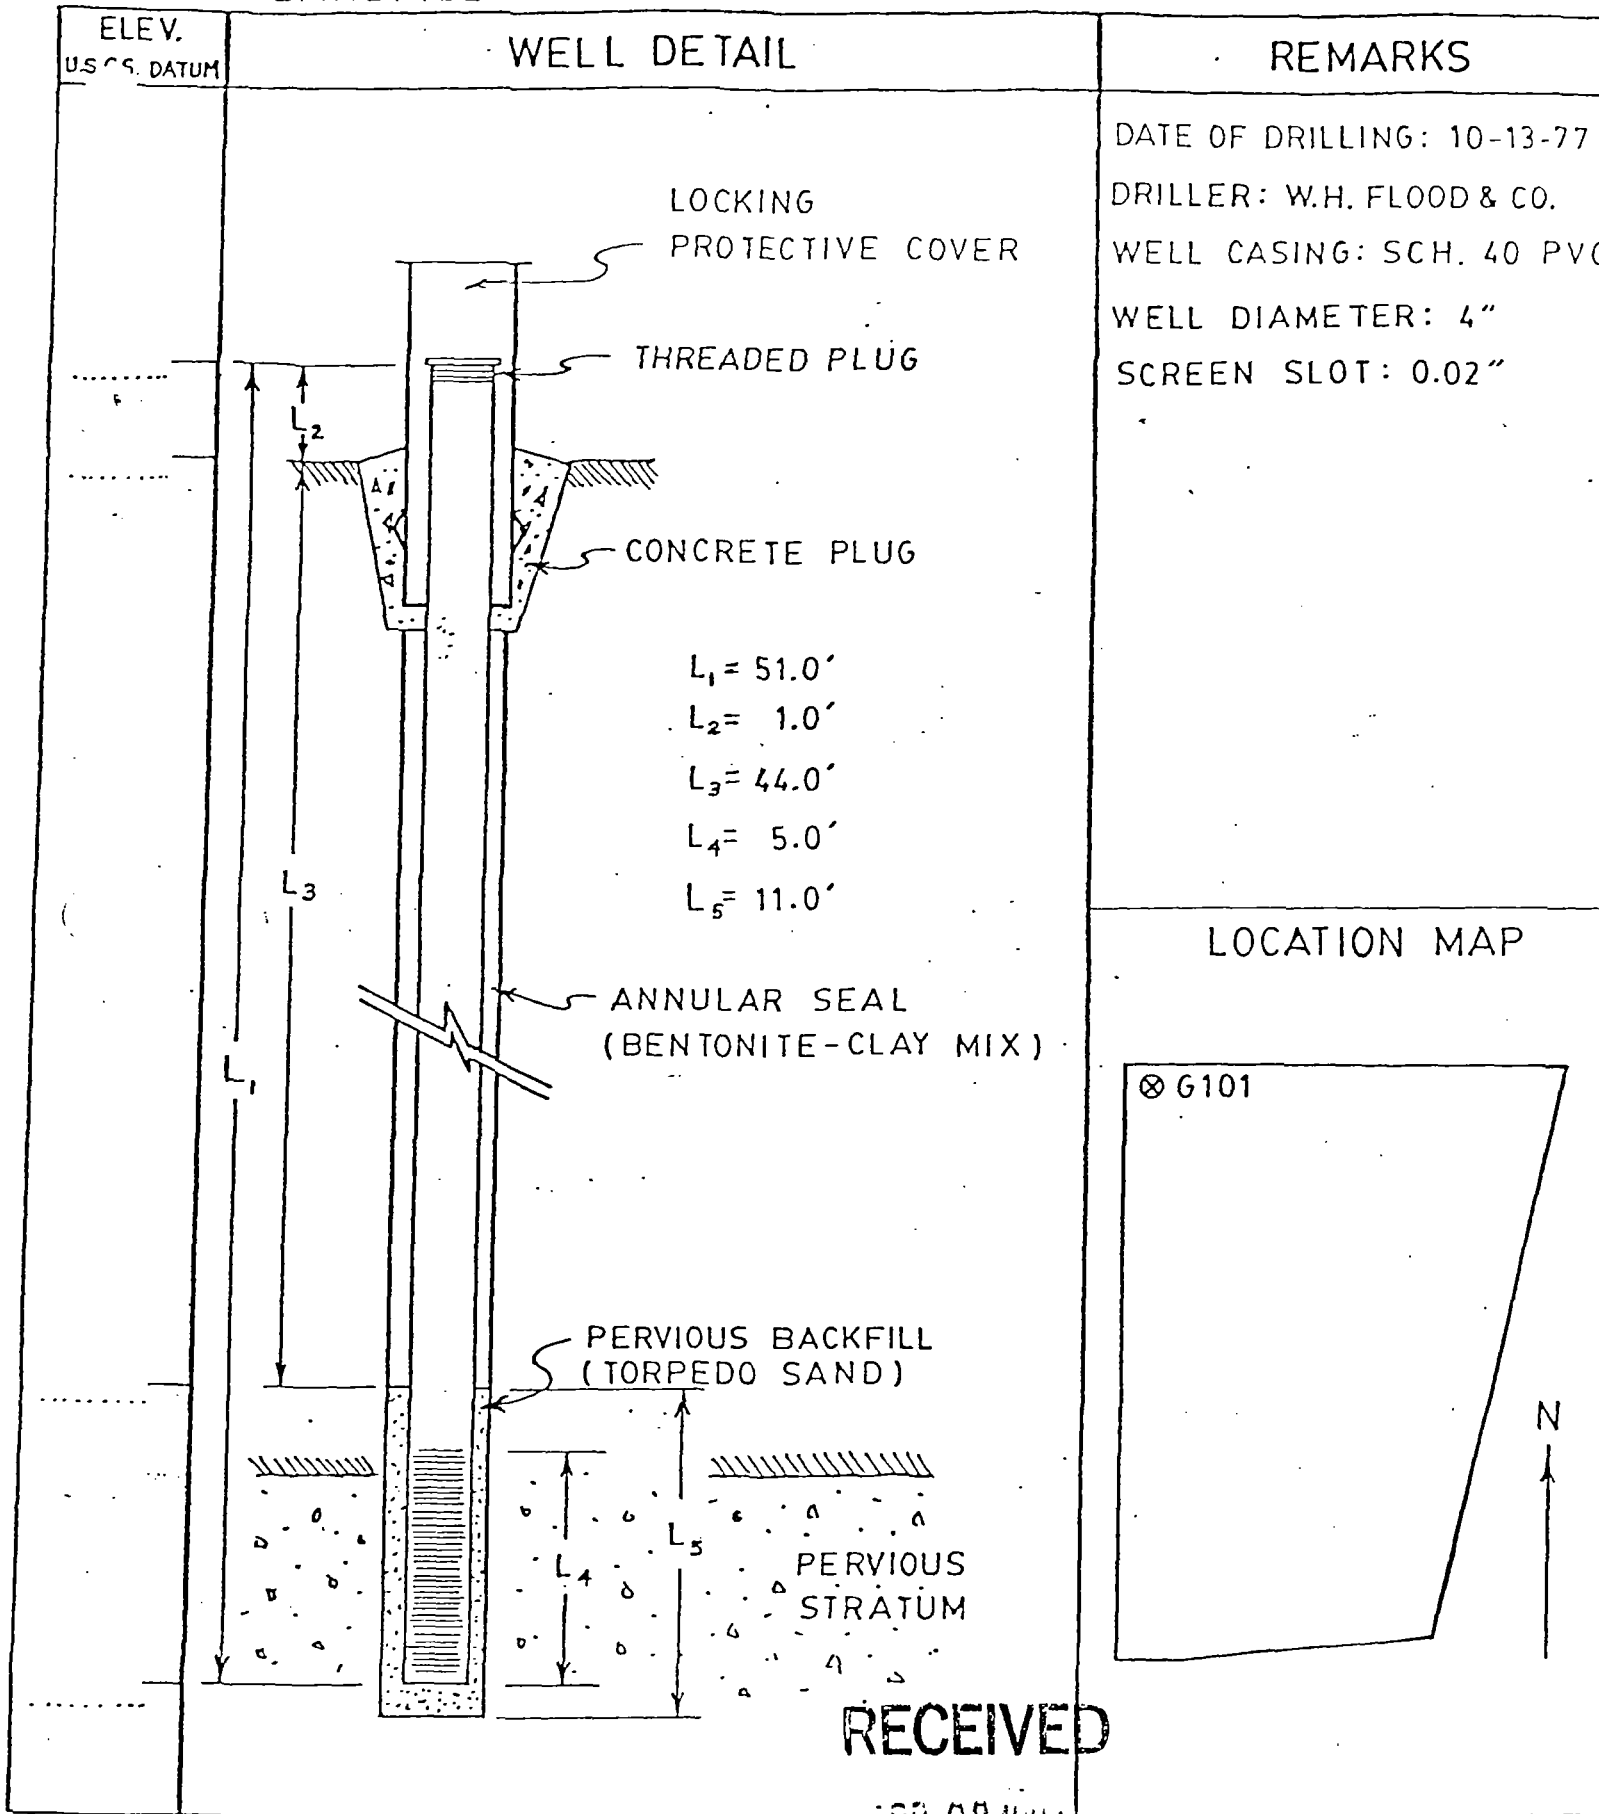 ELEV.
DATUM
WELL DETAIL
REMARKS
DATE OF DRILLING: 10-13-77
DRILLER: W.H. FLOOD & CO.
WELL CASING: SCH. 40 PVC
WELL DIAMETER: 4"
SCREEN SLOT: 0.02"
LOCKING
PROTECTIVE COVER
THREADED PLUG
L2
CONCRETE PLUG
L1 = 51.0'
L2 = 1.0'
L3 = 44.0'
L4 = 5.0'
L5 = 11.0'
L3
ANNULAR SEAL
(BENTONITE-CLAY MIX)
L1
PERVIOUS BACKFILL
(TORPEDO SAND)
L5
L4
PERVIOUS
STRATUM
LOCATION MAP
⊗ G101
N
RECEIVED